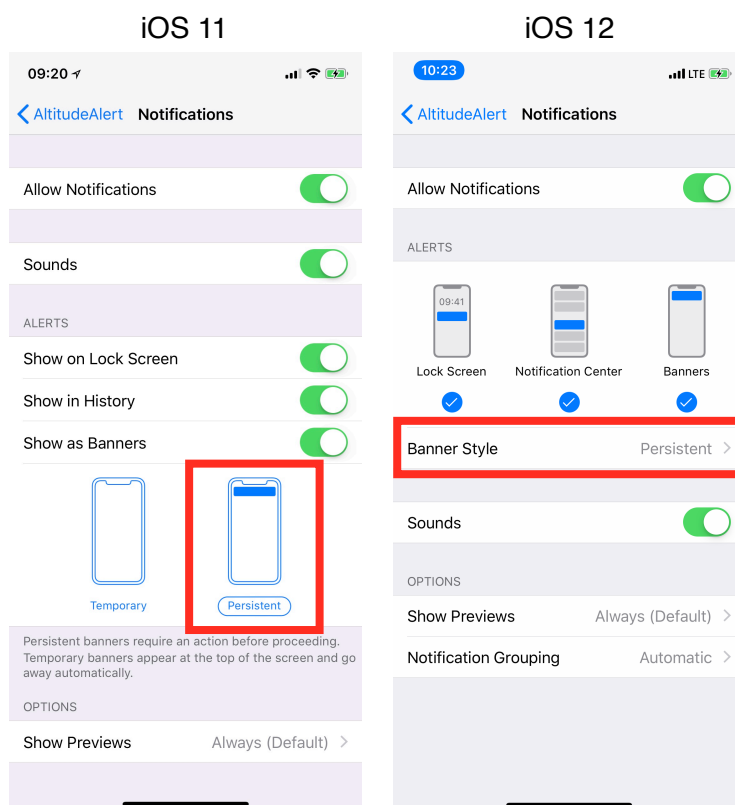 iOS 11
09:20
AltitudeAlert Notifications
Allow Notifications
Sounds
ALERTS
Show on Lock Screen
Show in History
Show as Banners
Temporary
Persistent
Persistent banners require an action before proceeding.
Temporary banners appear at the top of the screen and go
away automatically.
OPTIONS
Show Previews Always (Default)
iOS 12
10:23 LTE
AltitudeAlert Notifications
Allow Notifications
ALERTS
09:41
Lock Screen Notification Center Banners
Banner Style Persistent
Sounds
OPTIONS
Show Previews Always (Default)
Notification Grouping Automatic